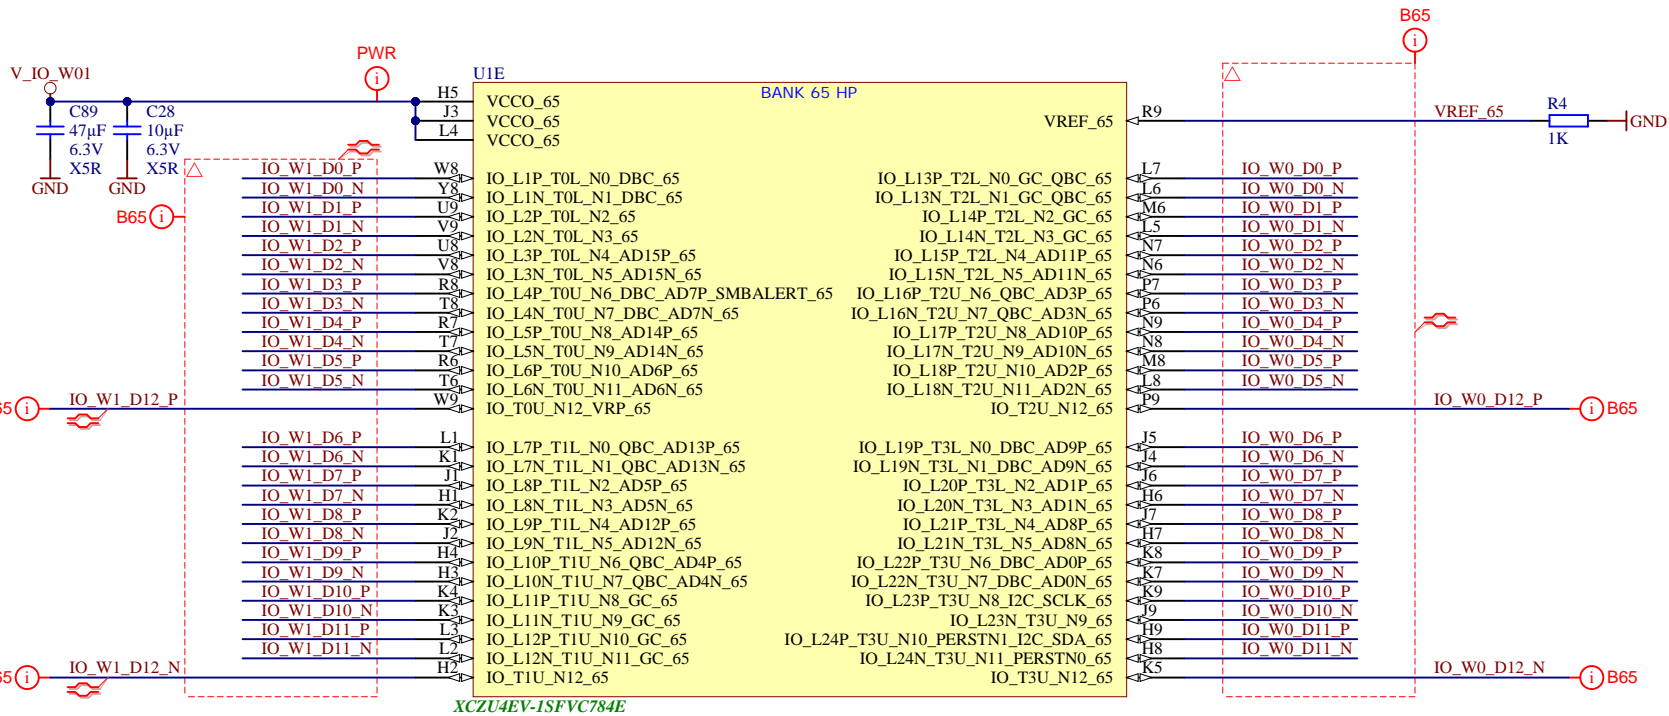 B65
PWR
V_IO_W01
U1E
BANK 65 HP
C89
47µF
6.3V
X5R
GND
C28
10µF
6.3V
X5R
GND
H5 VCCO_65
J3 VCCO_65
L4 VCCO_65
VREF_65 R9 VREF_65 R4 1K GND
B65
IO_W1_D0_P W8 IO_L1P_T0L_N0_DBC_65 IO_L13P_T2L_N0_GC_QBC_65 L7 IO_W0_D0_P
IO_W1_D0_N Y8 IO_L1N_T0L_N1_DBC_65 IO_L13N_T2L_N1_GC_QBC_65 L6 IO_W0_D0_N
IO_W1_D1_P U9 IO_L2P_T0L_N2_65 IO_L14P_T2L_N2_GC_65 M6 IO_W0_D1_P
IO_W1_D1_N V9 IO_L2N_T0L_N3_65 IO_L14N_T2L_N3_GC_65 L5 IO_W0_D1_N
IO_W1_D2_P U8 IO_L3P_T0L_N4_AD15P_65 IO_L15P_T2L_N4_AD11P_65 N7 IO_W0_D2_P
IO_W1_D2_N V8 IO_L3N_T0L_N5_AD15N_65 IO_L15N_T2L_N5_AD11N_65 N6 IO_W0_D2_N
IO_W1_D3_P R8 IO_L4P_T0U_N6_DBC_AD7P_SMBALERT_65 IO_L16P_T2U_N6_QBC_AD3P_65 P7 IO_W0_D3_P
IO_W1_D3_N T8 IO_L4N_T0U_N7_DBC_AD7N_65 IO_L16N_T2U_N7_QBC_AD3N_65 P6 IO_W0_D3_N
IO_W1_D4_P R7 IO_L5P_T0U_N8_AD14P_65 IO_L17P_T2U_N8_AD10P_65 N9 IO_W0_D4_P
IO_W1_D4_N T7 IO_L5N_T0U_N9_AD14N_65 IO_L17N_T2U_N9_AD10N_65 N8 IO_W0_D4_N
IO_W1_D5_P R6 IO_L6P_T0U_N10_AD6P_65 IO_L18P_T2U_N10_AD2P_65 M8 IO_W0_D5_P
IO_W1_D5_N T6 IO_L6N_T0U_N11_AD6N_65 IO_L18N_T2U_N11_AD2N_65 L8 IO_W0_D5_N
IO_W1_D12_P W9 IO_T0U_N12_VRP_65 IO_T2U_N12_65 P9 IO_W0_D12_P B65
IO_W1_D6_P L1 IO_L7P_T1L_N0_QBC_AD13P_65 IO_L19P_T3L_N0_DBC_AD9P_65 J5 IO_W0_D6_P
IO_W1_D6_N K1 IO_L7N_T1L_N1_QBC_AD13N_65 IO_L19N_T3L_N1_DBC_AD9N_65 J4 IO_W0_D6_N
IO_W1_D7_P J1 IO_L8P_T1L_N2_AD5P_65 IO_L20P_T3L_N2_AD1P_65 J6 IO_W0_D7_P
IO_W1_D7_N H1 IO_L8N_T1L_N3_AD5N_65 IO_L20N_T3L_N3_AD1N_65 H6 IO_W0_D7_N
IO_W1_D8_P K2 IO_L9P_T1L_N4_AD12P_65 IO_L21P_T3L_N4_AD8P_65 J7 IO_W0_D8_P
IO_W1_D8_N J2 IO_L9N_T1L_N5_AD12N_65 IO_L21N_T3L_N5_AD8N_65 H7 IO_W0_D8_N
IO_W1_D9_P H4 IO_L10P_T1U_N6_QBC_AD4P_65 IO_L22P_T3U_N6_DBC_AD0P_65 K8 IO_W0_D9_P
IO_W1_D9_N H3 IO_L10N_T1U_N7_QBC_AD4N_65 IO_L22N_T3U_N7_DBC_AD0N_65 K7 IO_W0_D9_N
IO_W1_D10_P K4 IO_L11P_T1U_N8_GC_65 IO_L23P_T3U_N8_I2C_SCLK_65 K9 IO_W0_D10_P
IO_W1_D10_N K3 IO_L11N_T1U_N9_GC_65 IO_L23N_T3U_N9_65 J9 IO_W0_D10_N
IO_W1_D11_P L3 IO_L12P_T1U_N10_GC_65 IO_L24P_T3U_N10_PERSTN1_I2C_SDA_65 H9 IO_W0_D11_P
IO_W1_D11_N L2 IO_L12N_T1U_N11_GC_65 IO_L24N_T3U_N11_PERSTN0_65 H8 IO_W0_D11_N
IO_W1_D12_N H2 IO_T1U_N12_65 IO_T3U_N12_65 K5 IO_W0_D12_N B65
XCZU4EV-1SFVC784E